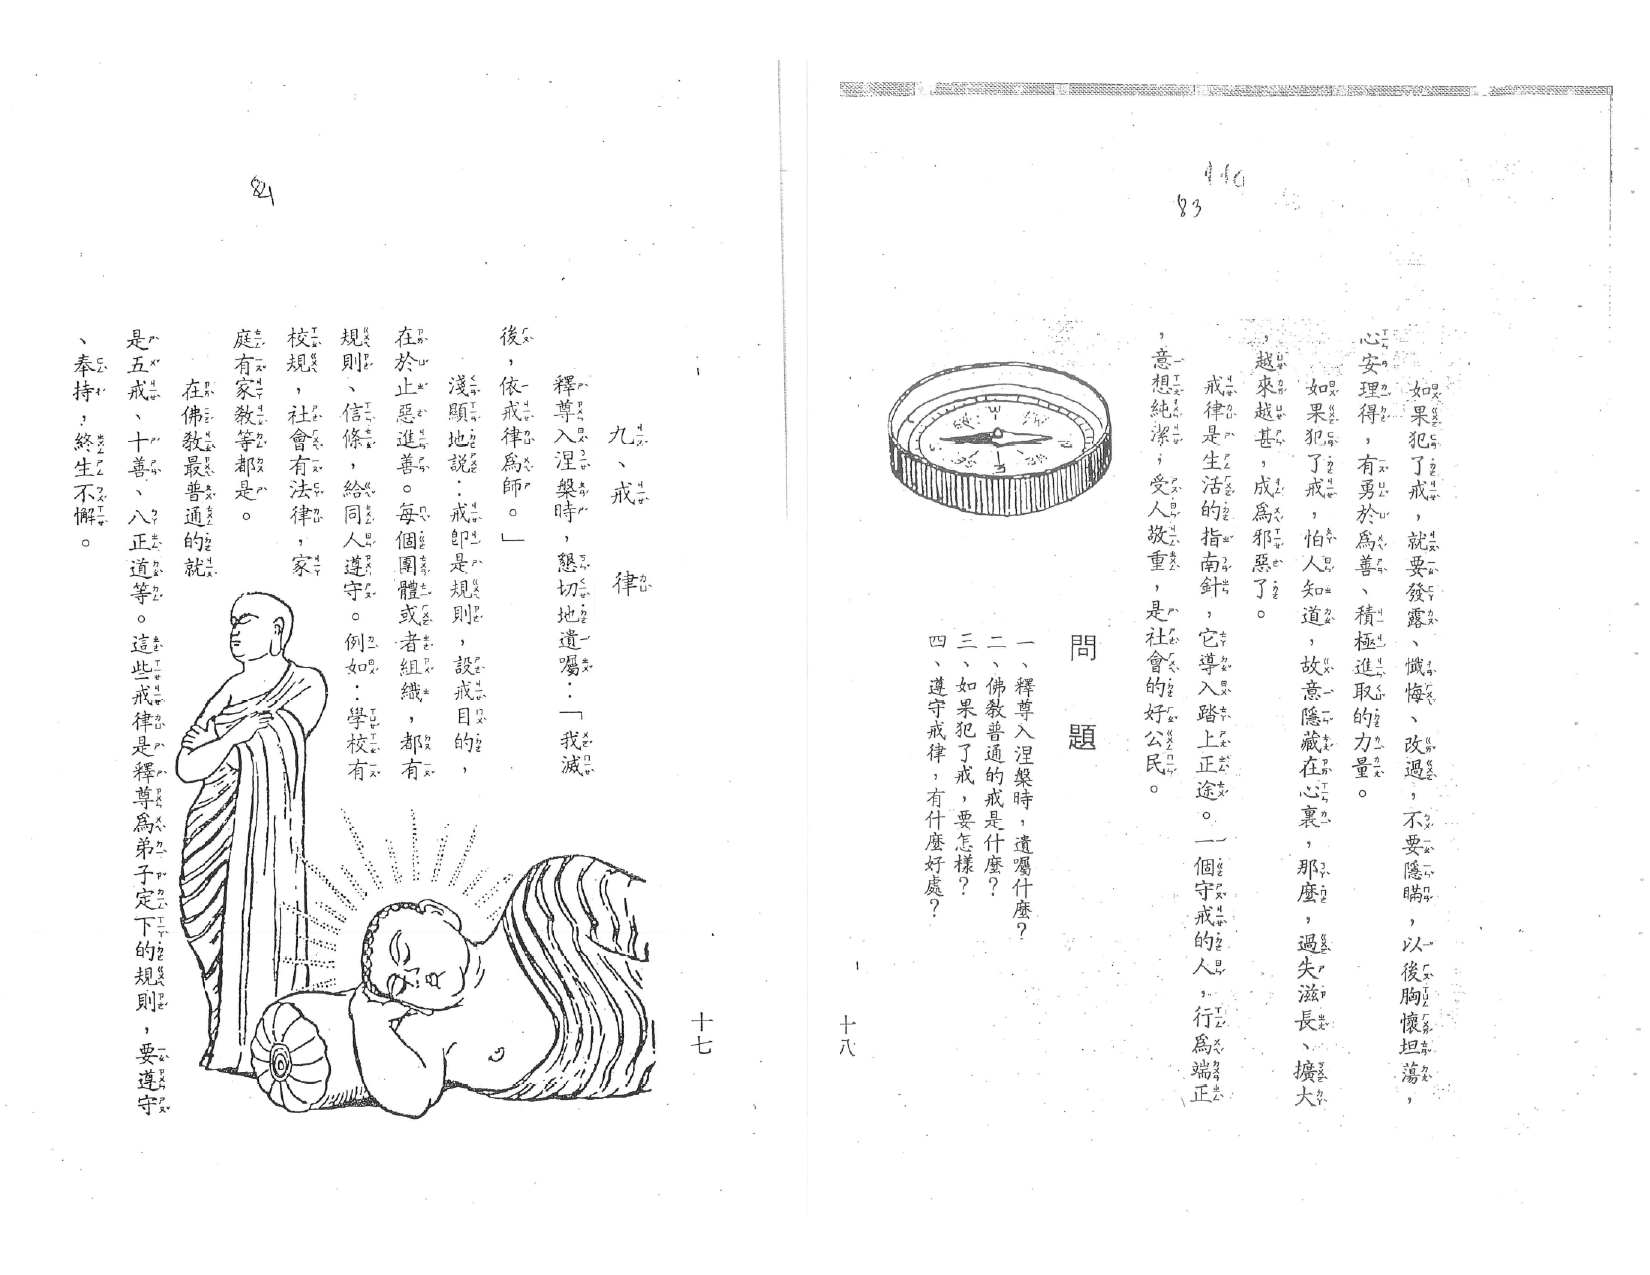 84
九、戒律
釋尊入涅槃時，懇切地遺囑：「我滅
後，依戒律為師。」
淺顯地說：戒卽是規則，設戒目的，
在於止惡進善。每個團體或者組織，都有
規則、信條，給同人遵守。例如：學校有
校規，社會有法律，家
庭有家教等都是。
在佛教最普通的就
是五戒、十善、八正道等。這些戒律是釋尊為弟子定下的規則，要遵守
、奉持，終生不懈。
十七
110
83
如果犯了戒，就要發露、懺悔、改過，不要隱瞞，以後胸懷坦蕩，
心安理得，有勇於為善、積極進取的力量。
如果犯了戒，怕人知道，故意隱藏在心裏，那麼，過失滋長、擴大
，越來越甚，成為邪惡了。
戒律是生活的指南針，它導入踏上正途。一個守戒的人，行為端正
，意想純潔；受人敬重，是社會的好公民。
問題
一、釋尊入涅槃時，遺囑什麼？
二、佛教普通的戒是什麼？
三、如果犯了戒，要怎樣？
四、遵守戒律，有什麼好處？
十八